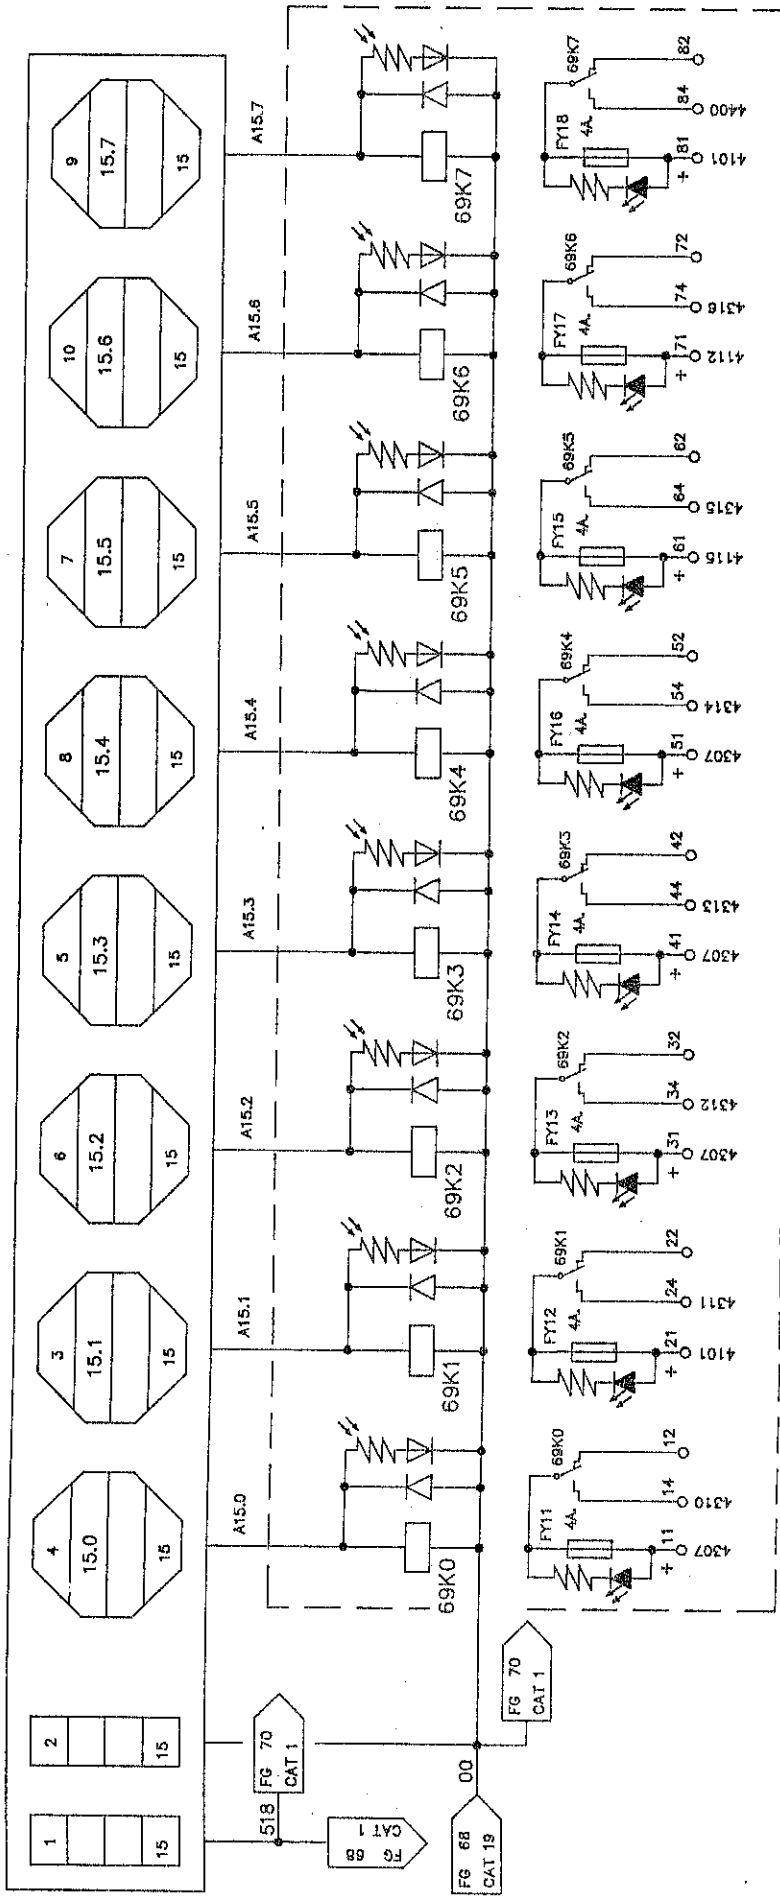 1
15
2
15
4
15.0
15
3
15.1
15
6
15.2
15
5
15.3
15
8
15.4
15
7
15.5
15
10
15.6
15
9
15.7
15
518
FG 70
CAT 1
FG 68
CAT 1
A15.0
A15.1
A15.2
A15.3
A15.4
A15.5
A15.6
A15.7
69K0
69K1
69K2
69K3
69K4
69K5
69K6
69K7
FG 68
CAT 19
00
FG 70
CAT 1
FY11
4A.
69K0
+
11
14
12
4307
4310
FY12
4A.
69K1
+
21
24
22
4101
4311
FY13
4A.
69K2
+
31
34
32
4307
4312
FY14
4A.
69K3
+
41
44
42
4307
4313
FY16
4A.
69K4
+
51
54
52
4307
4314
FY15
4A.
69K5
+
61
64
62
4115
4315
FY17
4A.
69K6
+
71
74
72
4112
4316
FY18
4A.
69K7
+
81
84
82
4101
4400